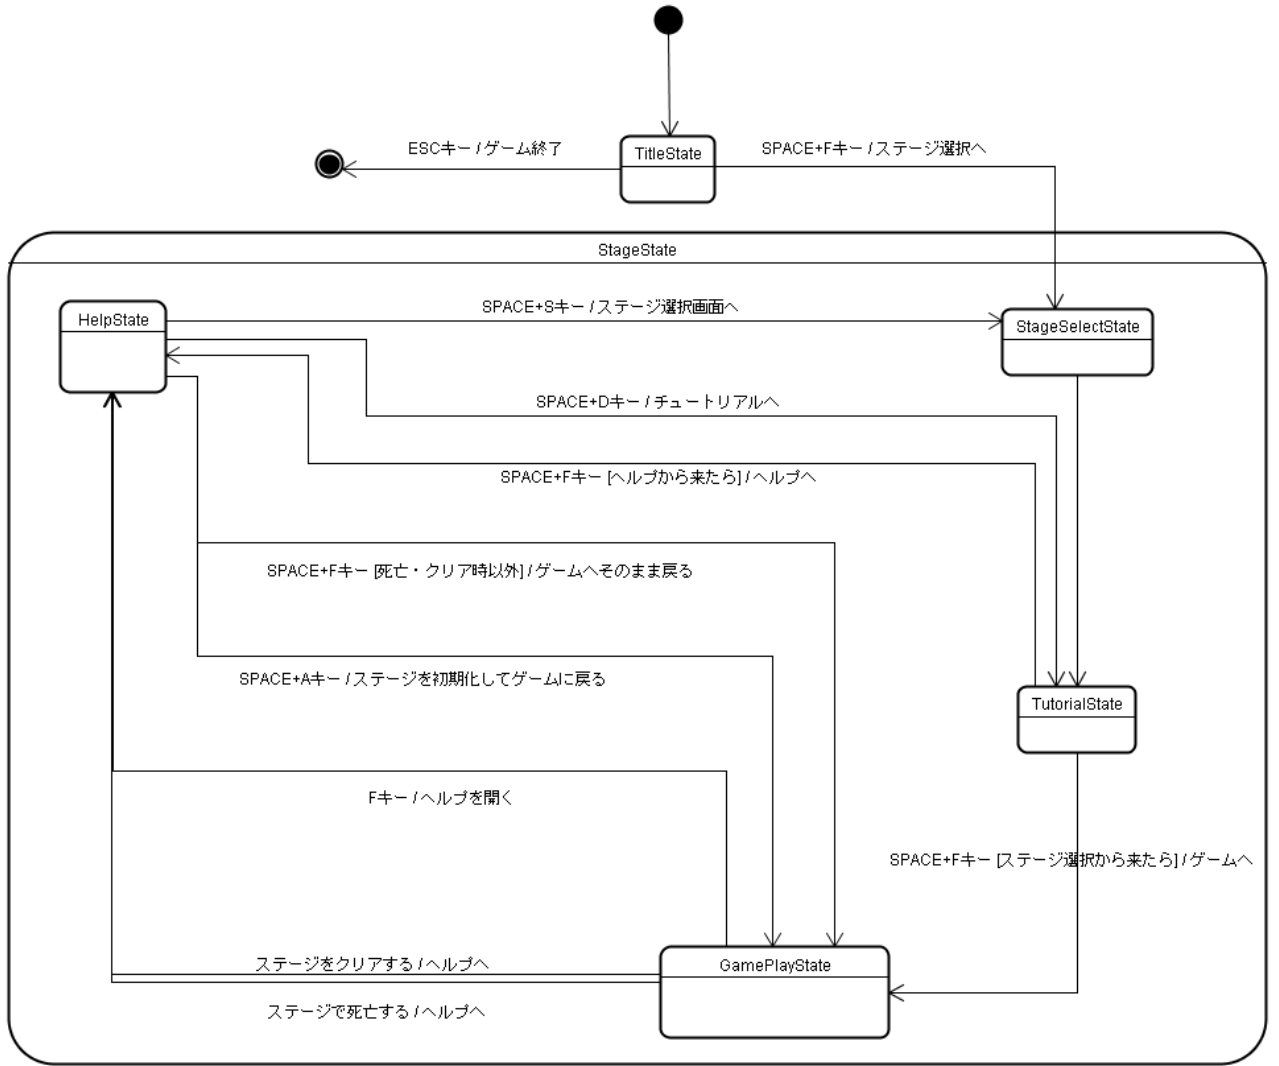 ESCキー / ゲーム終了
TitleState
SPACE+Fキー / ステージ選択へ
StageState
HelpState
SPACE+Sキー / ステージ選択画面へ
StageSelectState
SPACE+Dキー / チュートリアルへ
SPACE+Fキー [ヘルプから来たら] / ヘルプへ
SPACE+Fキー [死亡・クリア時以外] / ゲームへそのまま戻る
SPACE+Aキー / ステージを初期化してゲームに戻る
TutorialState
Fキー / ヘルプを開く
SPACE+Fキー [ステージ選択から来たら] / ゲームへ
ステージをクリアする / ヘルプへ
GamePlayState
ステージで死亡する / ヘルプへ